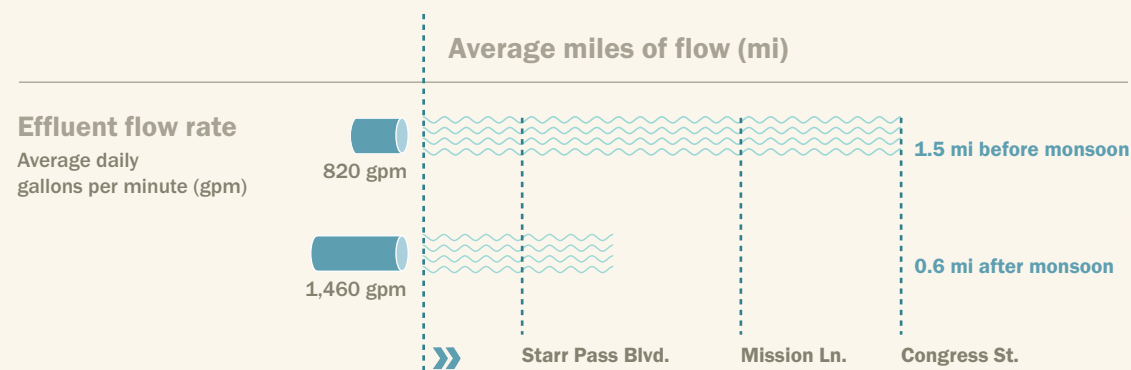 Average miles of flow (mi)
Effluent flow rate
Average daily
gallons per minute (gpm)
820 gpm
1.5 mi before monsoon
1,460 gpm
0.6 mi after monsoon
Starr Pass Blvd.
Mission Ln.
Congress St.